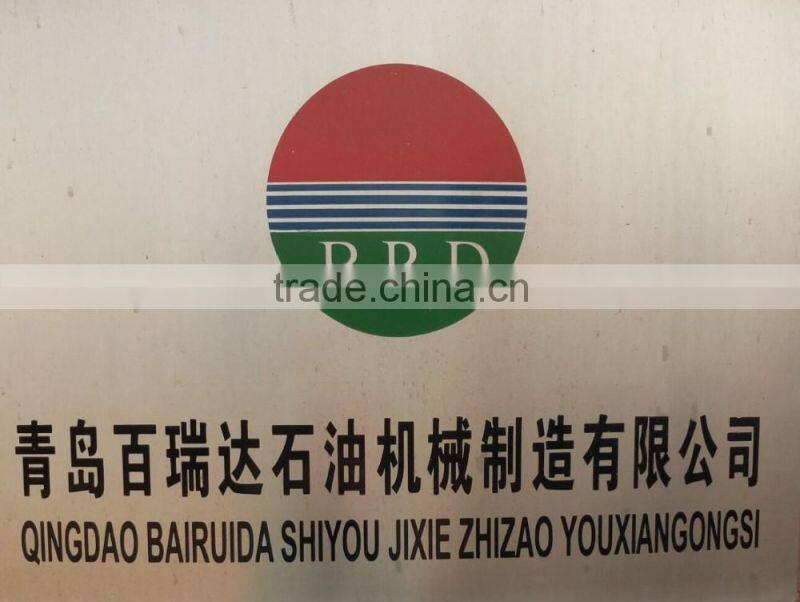 trade.china.cn
青岛百瑞达石油机械制造有限公司
QINGDAO BAIRUIDA SHIYOU JIXIE ZHIZAO YOUXIANGONGSI